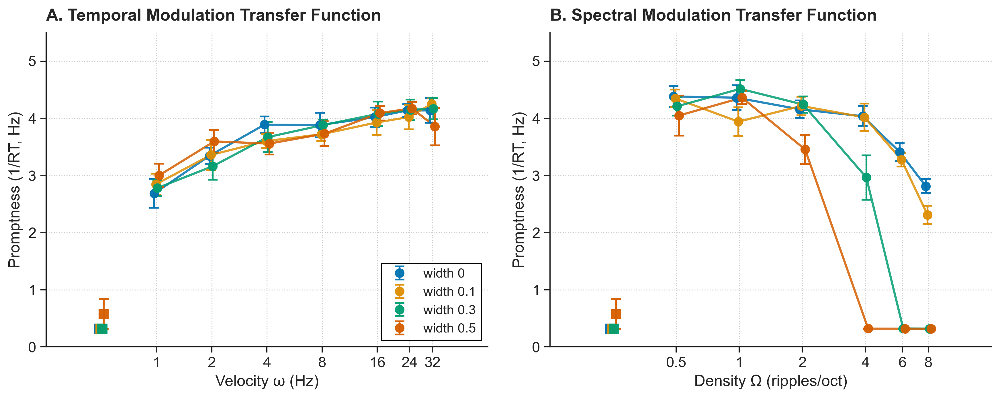 A. Temporal Modulation Transfer Function
Promptness (1/RT, Hz)
5
4
3
2
1
0
1 2 4 8 16 24 32
Velocity ω (Hz)
width 0
width 0.1
width 0.3
width 0.5
B. Spectral Modulation Transfer Function
Promptness (1/RT, Hz)
5
4
3
2
1
0
0.5 1 2 4 6 8
Density Ω (ripples/oct)